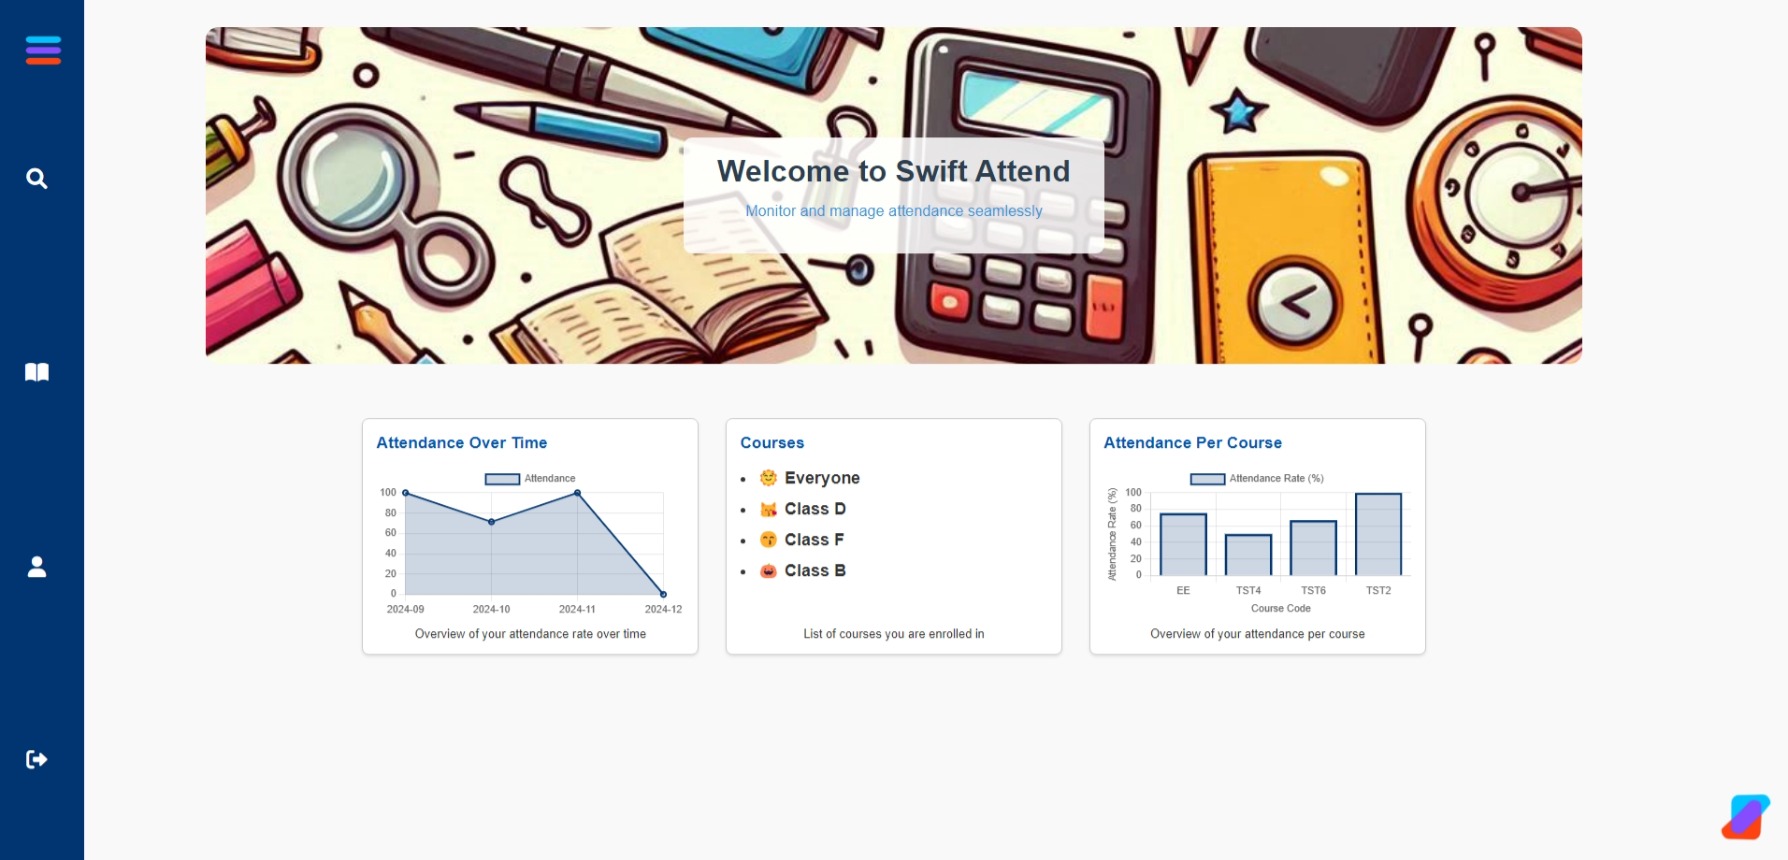 Welcome to Swift Attend
Monitor and manage attendance seamlessly
Attendance Over Time
Attendance
100
80
60
40
20
0
2024-09 2024-10 2024-11 2024-12
Overview of your attendance rate over time
Courses
Everyone
Class D
Class F
Class B
List of courses you are enrolled in
Attendance Per Course
Attendance Rate (%)
Attendance Rate (%)
100
80
60
40
20
0
EE TST4 TST6 TST2
Course Code
Overview of your attendance per course